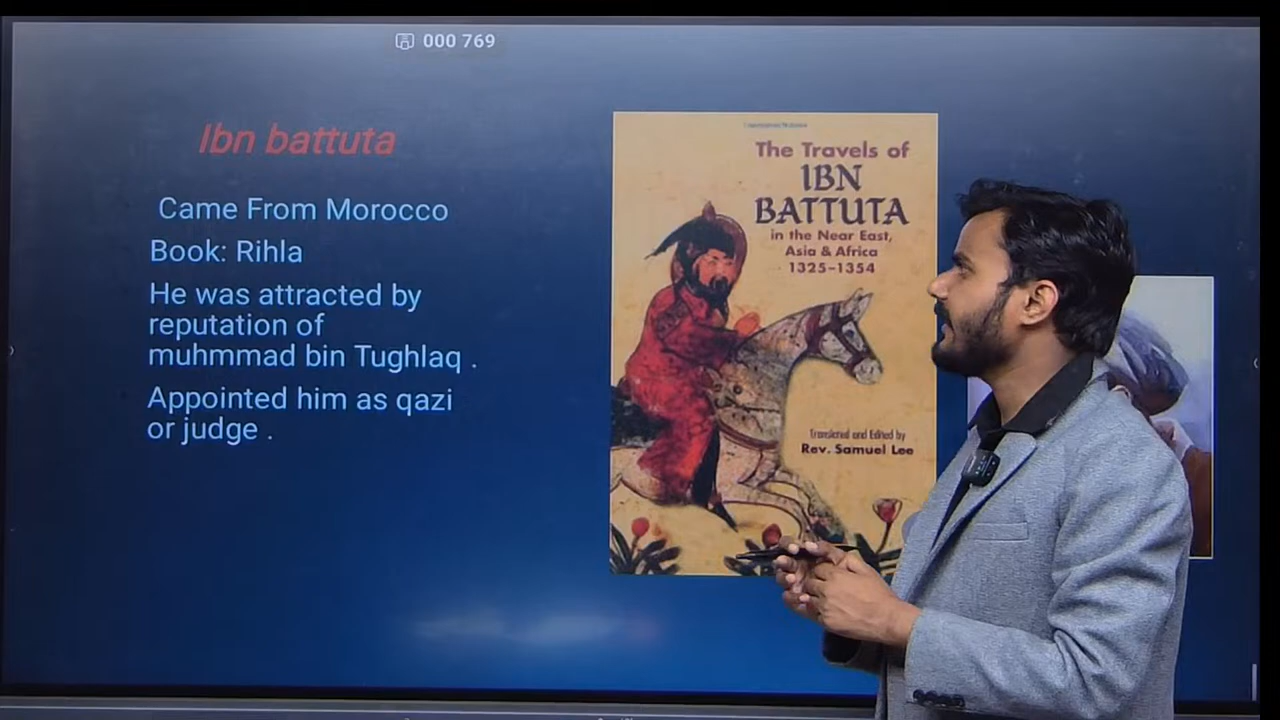 000 769
Ibn battuta
Came From Morocco
Book: Rihla
He was attracted by
reputation of
muhmmad bin Tughlaq .
Appointed him as qazi
or judge .
The Travels of
IBN
BATTUTA
in the Near East,
Asia & Africa
1325–1354
Translated and Edited by
Rev. Samuel Lee